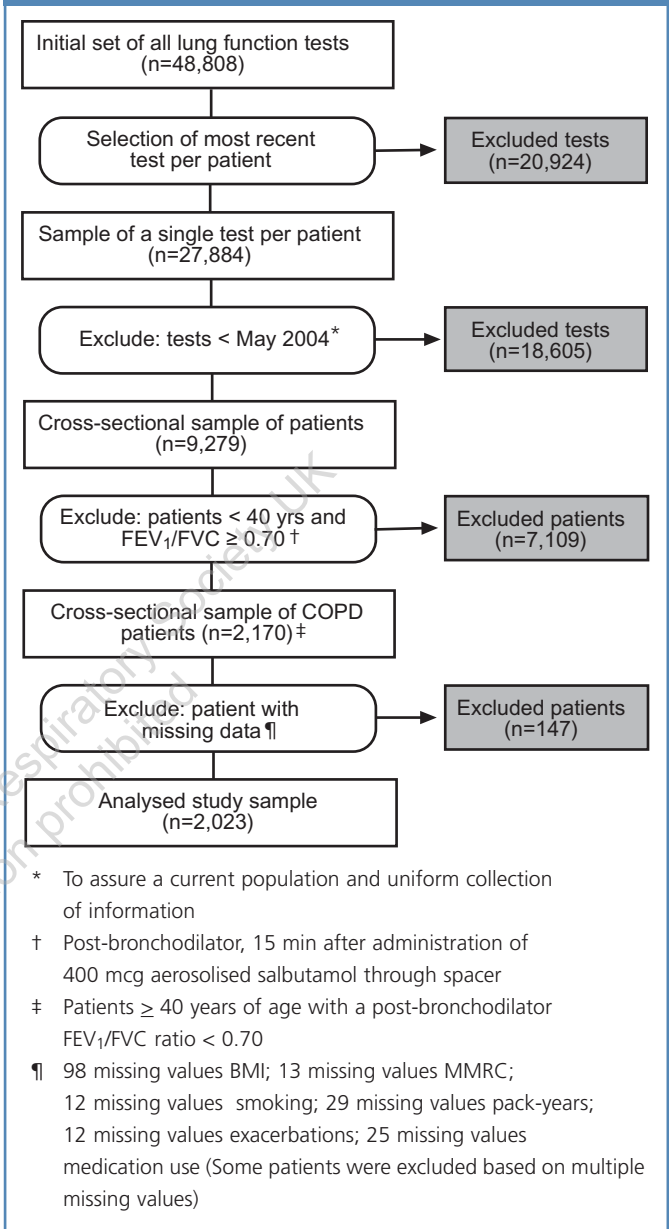 Initial set of all lung function tests
(n=48,808)
Selection of most recent
test per patient
Excluded tests
(n=20,924)
Sample of a single test per patient
(n=27,884)
Exclude: tests < May 2004*
Excluded tests
(n=18,605)
Cross-sectional sample of patients
(n=9,279)
Exclude: patients < 40 yrs and
FEV₁/FVC ≥ 0.70 †
Excluded patients
(n=7,109)
Cross-sectional sample of COPD
patients (n=2,170)‡
Exclude: patient with
missing data¶
Excluded patients
(n=147)
Analysed study sample
(n=2,023)
* To assure a current population and uniform collection
of information
† Post-bronchodilator, 15 min after administration of
400 mcg aerosolised salbutamol through spacer
‡ Patients ≥ 40 years of age with a post-bronchodilator
FEV₁/FVC ratio < 0.70
¶ 98 missing values BMI; 13 missing values MMRC;
12 missing values smoking; 29 missing values pack-years;
12 missing values exacerbations; 25 missing values
medication use (Some patients were excluded based on multiple
missing values)
Respiratory Society UK
on prohibited